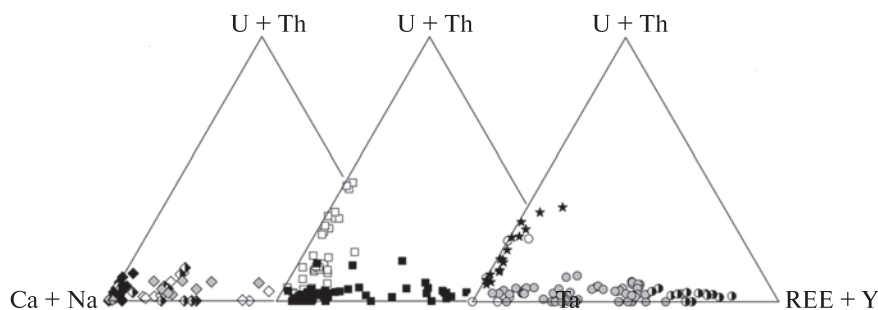 U + Th U + Th U + Th
Ca + Na Ta REE + Y